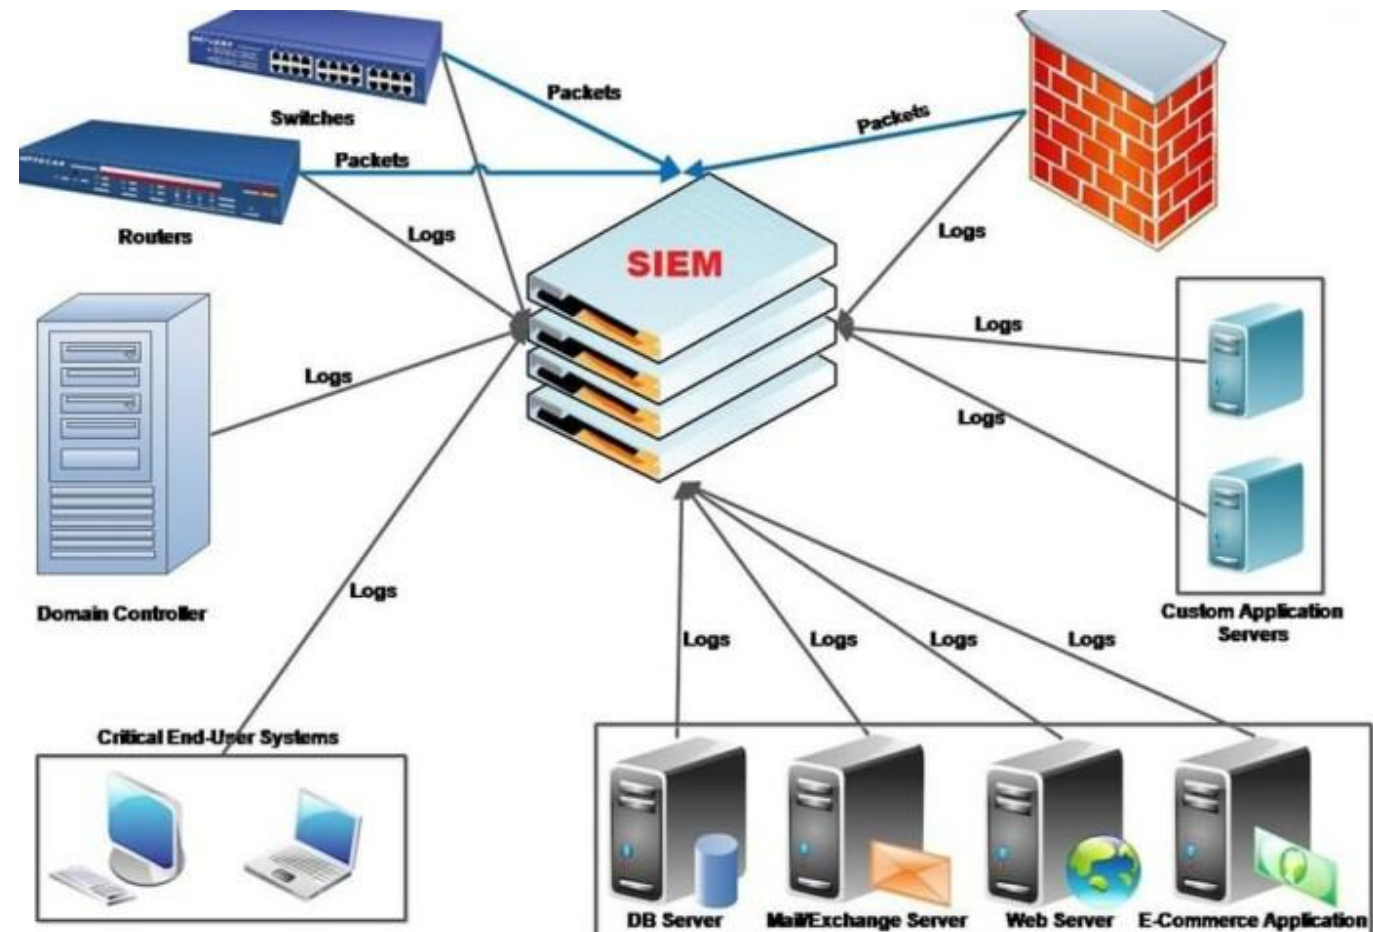 Switches
Packets
Packets
Packets
Routers
Logs
Logs
SIEM
Logs
Logs
Logs
Domain Controller
Logs
Custom Application
Servers
Logs
Logs
Logs
Logs
Critical End-User Systems
DB Server
Mail/Exchange Server
Web Server
E-Commerce Application